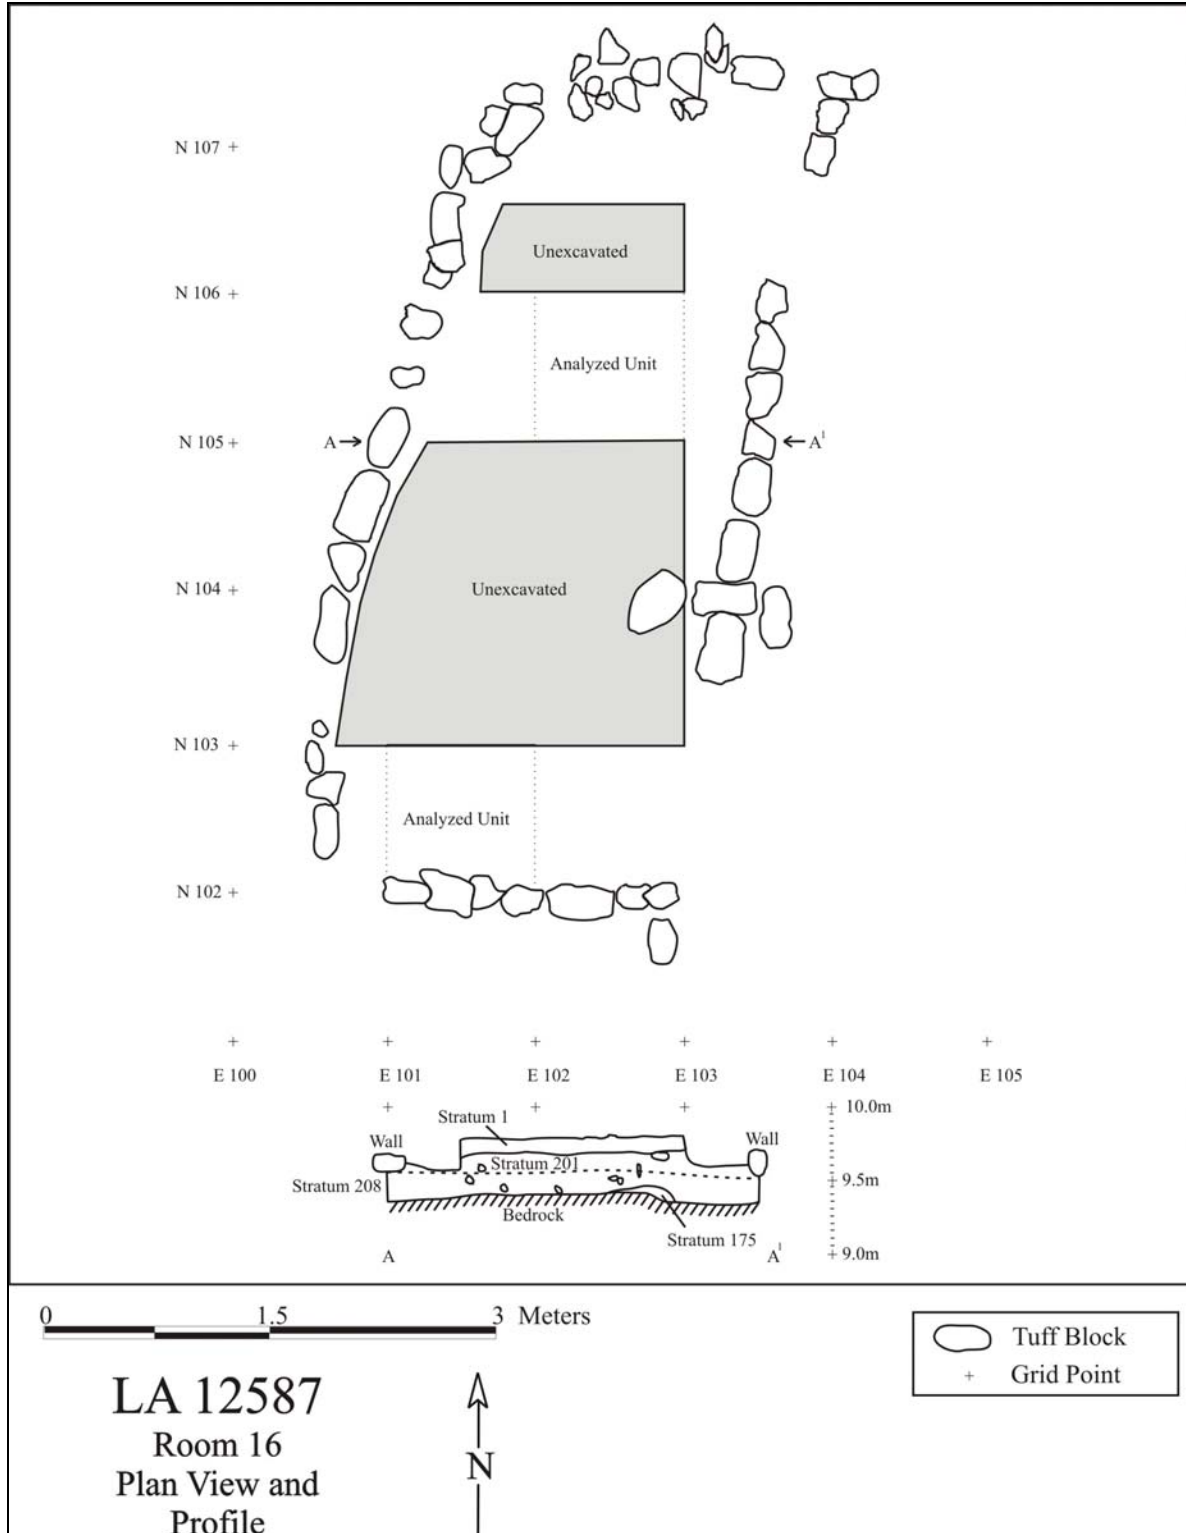 N 107 +
Unexcavated
N 106 +
Analyzed Unit
N 105 +
A
A¹
N 104 +
Unexcavated
N 103 +
Analyzed Unit
N 102 +
E 100
E 101
E 102
E 103
E 104
E 105
10.0m
Stratum 1
Wall
Wall
Stratum 201
Stratum 208
9.5m
Bedrock
Stratum 175
A
A¹
9.0m
0 1.5 3 Meters
Tuff Block
+ Grid Point
LA 12587
Room 16
Plan View and
Profile
N